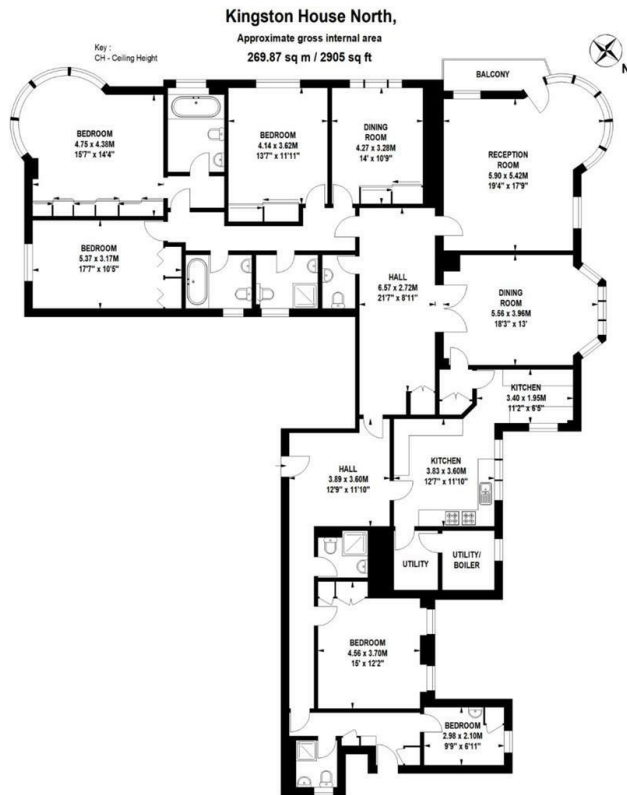 Kingston House North,
Approximate gross internal area
269.87 sq m / 2905 sq ft
Key :
CH - Ceiling Height
N
BALCONY
BEDROOM
4.75 x 4.38M
15'7" x 14'4"
BEDROOM
4.14 x 3.62M
13'7" x 11'11"
DINING
ROOM
4.27 x 3.28M
14' x 10'9"
RECEPTION
ROOM
5.90 x 5.42M
19'4" x 17'9"
BEDROOM
5.37 x 3.17M
17'7" x 10'5"
HALL
6.57 x 2.72M
21'7" x 8'11"
DINING
ROOM
5.56 x 3.96M
18'3" x 13'
KITCHEN
3.40 x 1.95M
11'2" x 6'5"
HALL
3.89 x 3.60M
12'9" x 11'10"
KITCHEN
3.83 x 3.60M
12'7" x 11'10"
UTILITY
UTILITY/
BOILER
BEDROOM
4.56 x 3.70M
15' x 12'2"
BEDROOM
2.98 x 2.10M
9'9" x 6'11"